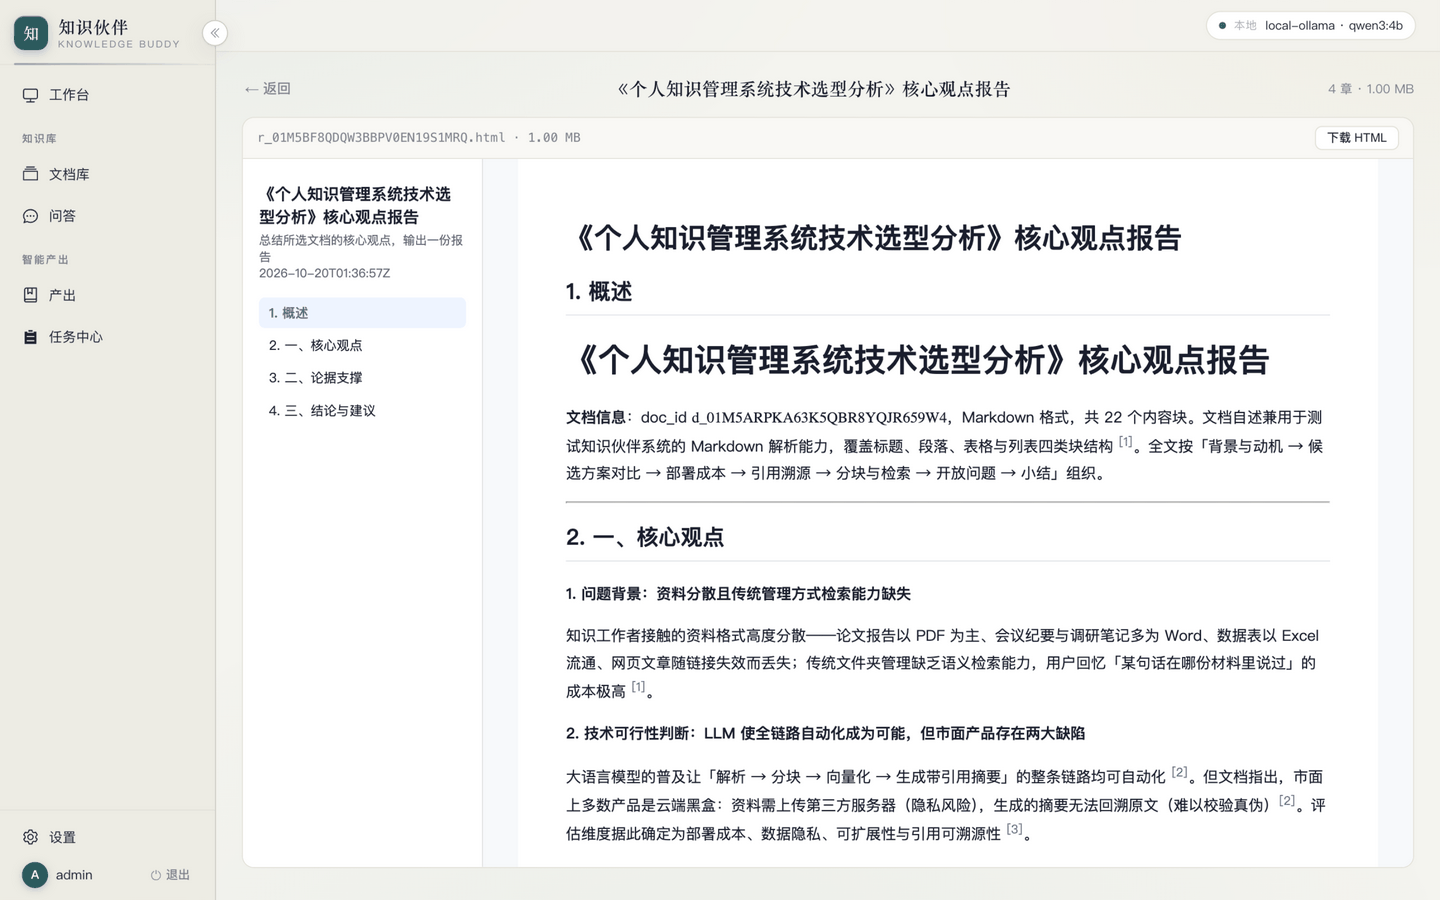 知
知识伙伴
KNOWLEDGE BUDDY
«
本地 local-ollama · qwen3:4b
工作台
知识库
文档库
问答
智能产出
产出
任务中心
设置
A admin
退出
← 返回
《个人知识管理系统技术选型分析》核心观点报告
4 章 · 1.00 MB
r_01M5BF8QDQW3BBPV0EN19S1MRQ.html · 1.00 MB
下载 HTML
《个人知识管理系统技术选
型分析》核心观点报告
总结所选文档的核心观点，输出一份报
告
2026-10-20T01:36:57Z
1. 概述
2. 一、核心观点
3. 二、论据支撑
4. 三、结论与建议
《个人知识管理系统技术选型分析》核心观点报告
1. 概述
《个人知识管理系统技术选型分析》核心观点报告
文档信息：doc_id d_01M5ARPKA63K5QBR8YQJR659W4，Markdown 格式，共 22 个内容块。文档自述兼用于测
试知识伙伴系统的 Markdown 解析能力，覆盖标题、段落、表格与列表四类块结构 [1]。全文按「背景与动机 → 候
选方案对比 → 部署成本 → 引用溯源 → 分块与检索 → 开放问题 → 小结」组织。
2. 一、核心观点
1. 问题背景：资料分散且传统管理方式检索能力缺失
知识工作者接触的资料格式高度分散——论文报告以 PDF 为主、会议纪要与调研笔记多为 Word、数据表以 Excel
流通、网页文章随链接失效而丢失；传统文件夹管理缺乏语义检索能力，用户回忆「某句话在哪份材料里说过」的
成本极高 [1]。
2. 技术可行性判断：LLM 使全链路自动化成为可能，但市面产品存在两大缺陷
大语言模型的普及让「解析 → 分块 → 向量化 → 生成带引用摘要」的整条链路均可自动化 [2]。但文档指出，市面
上多数产品是云端黑盒：资料需上传第三方服务器（隐私风险），生成的摘要无法回溯原文（难以校验真伪）[2]。评
估维度据此确定为部署成本、数据隐私、可扩展性与引用可溯源性 [3]。